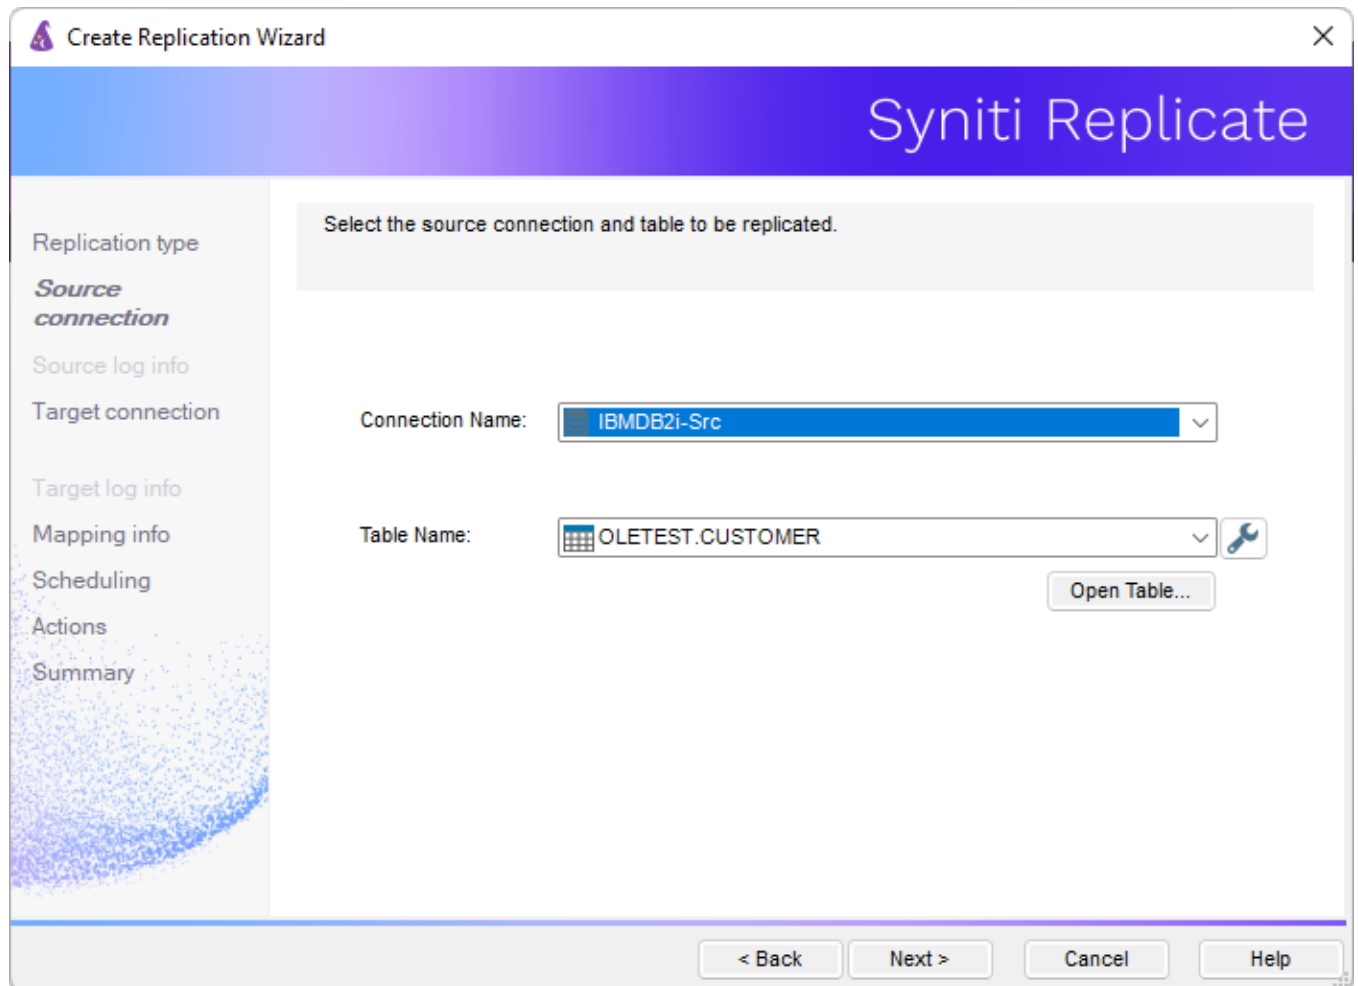 Create Replication Wizard
Syniti Replicate
Replication type
Source
connection
Source log info
Target connection
Target log info
Mapping info
Scheduling
Actions
Summary
Select the source connection and table to be replicated.
Connection Name:
IBMDB2i-Src
Table Name:
OLETEST.CUSTOMER
Open Table...
< Back
Next >
Cancel
Help